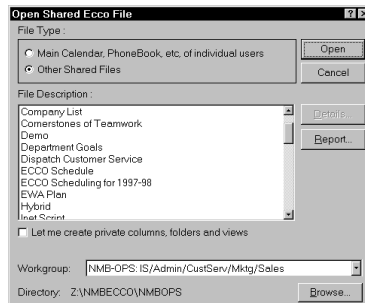 Open Shared Ecco File
File Type :
Main Calendar, PhoneBook, etc, of individual users
Other Shared Files
Open
Cancel
File Description :
Company List
Cornerstones of Teamwork
Demo
Department Goals
Dispatch Customer Service
ECCO Schedule
ECCO Scheduling for 1997-98
EWA Plan
Hybrid
Inet Script
Details...
Report...
Let me create private columns, folders and views
Workgroup: NMB-OPS: IS/Admin/CustServ/Mktg/Sales
Directory: Z:\NMBECCO\NMBOPS
Browse...